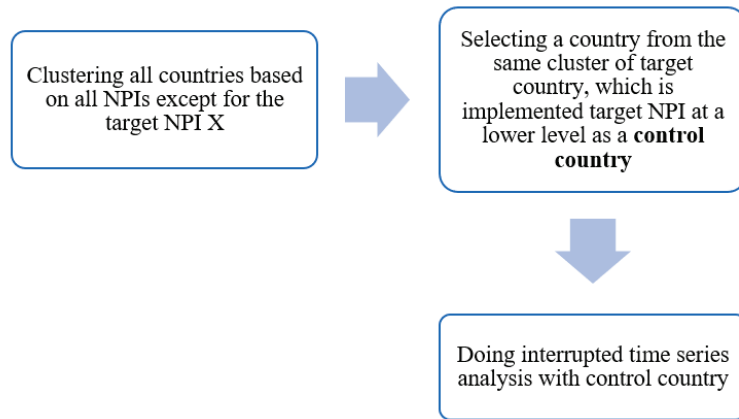 Clustering all countries based
on all NPIs except for the
target NPI X
Selecting a country from the
same cluster of target
country, which is
implemented target NPI at a
lower level as a control
country
Doing interrupted time series
analysis with control country